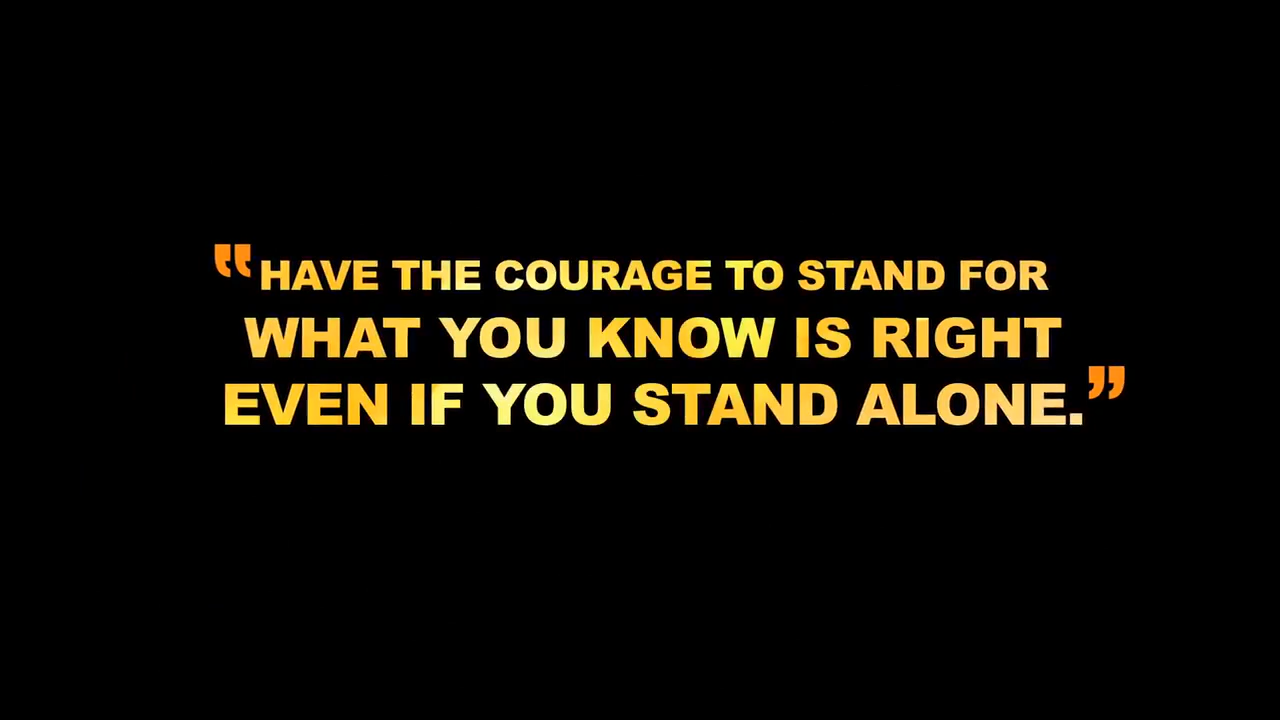 “HAVE THE COURAGE TO STAND FOR
WHAT YOU KNOW IS RIGHT
EVEN IF YOU STAND ALONE.”